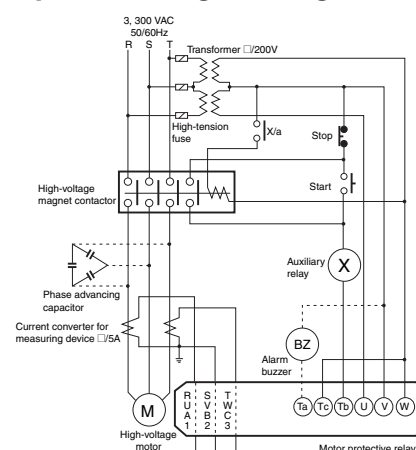 3, 300 VAC
50/60Hz
R S T
Transformer □/200V
High-tension
fuse
X/a
Stop
High-voltage
magnet contactor
Start
Auxiliary
relay
X
Phase advancing
capacitor
Current converter for
measuring device □/5A
BZ
Alarm
buzzer
M
High-voltage
motor
R S T
U V W
A B C
1 2 3
Ta Tc Tb U V W
Motor protective relay